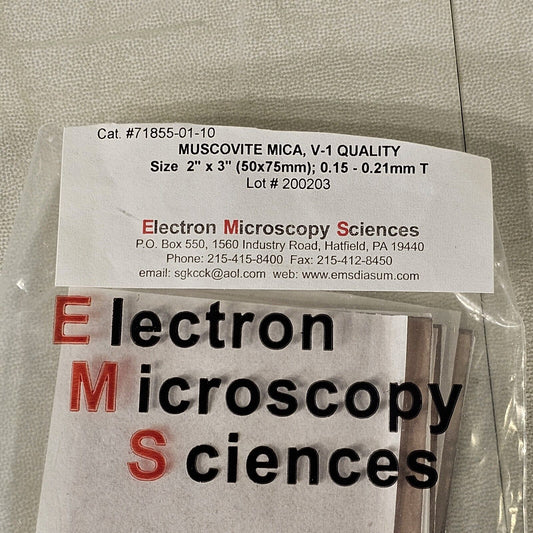 Cat. #71855-01-10
MUSCOVITE MICA, V-1 QUALITY
Size 2" x 3" (50x75mm); 0.15 - 0.21mm T
Lot # 200203
Electron Microscopy Sciences
P.O. Box 550, 1560 Industry Road, Hatfield, PA 19440
Phone: 215-415-8400 Fax: 215-412-8450
email: sgkcck@aol.com web: www.emsdiasum.com
Electron
Microscopy
Sciences